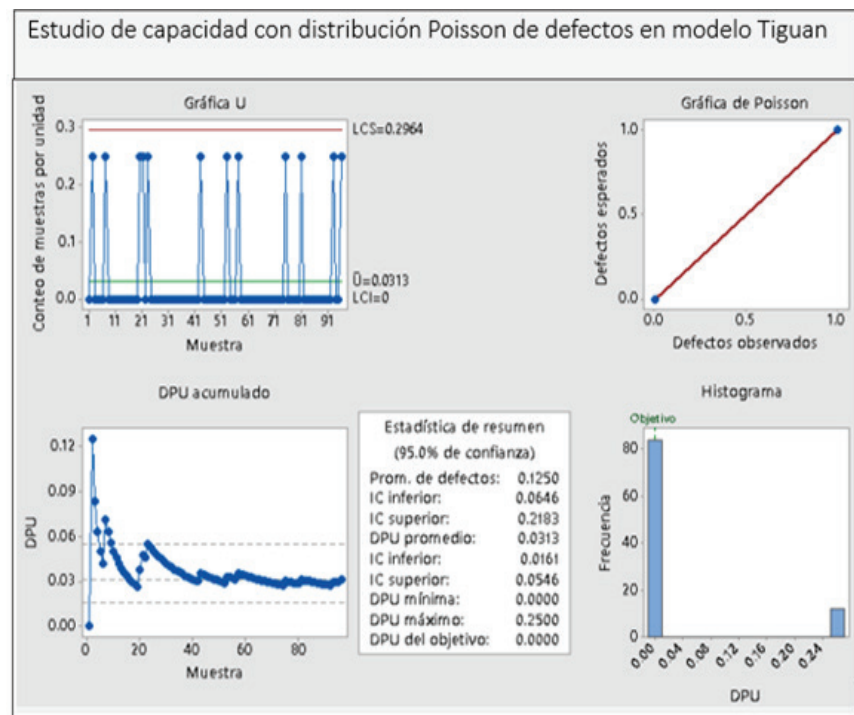 Estudio de capacidad con distribución Poisson de defectos en modelo Tiguan
Gráfica U
Conteo de muestras por unidad
0.3
0.2
0.1
0.0
LCS=0.2964
Ū=0.0313
LCI=0
1 11 21 31 41 51 61 71 81 91
Muestra
Gráfica de Poisson
Defectos esperados
1.0
0.5
0.0
0.0 0.5 1.0
Defectos observados
DPU acumulado
DPU
0.12
0.09
0.06
0.03
0.00
0 20 40 60 80
Muestra
Estadística de resumen
(95.0% de confianza)
Prom. de defectos: 0.1250
IC inferior: 0.0646
IC superior: 0.2183
DPU promedio: 0.0313
IC inferior: 0.0161
IC superior: 0.0546
DPU mínima: 0.0000
DPU máximo: 0.2500
DPU del objetivo: 0.0000
Histograma
Objetivo
Frecuencia
80
60
40
20
0
0.00 0.04 0.08 0.12 0.16 0.20 0.24
DPU